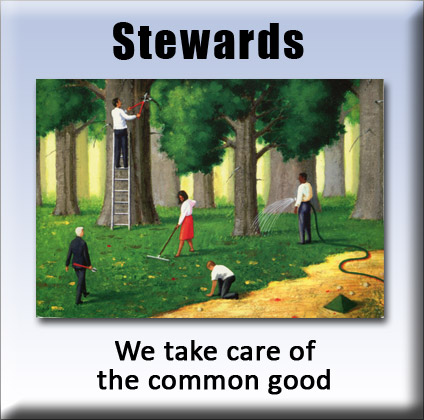 Stewards
We take care of
the common good